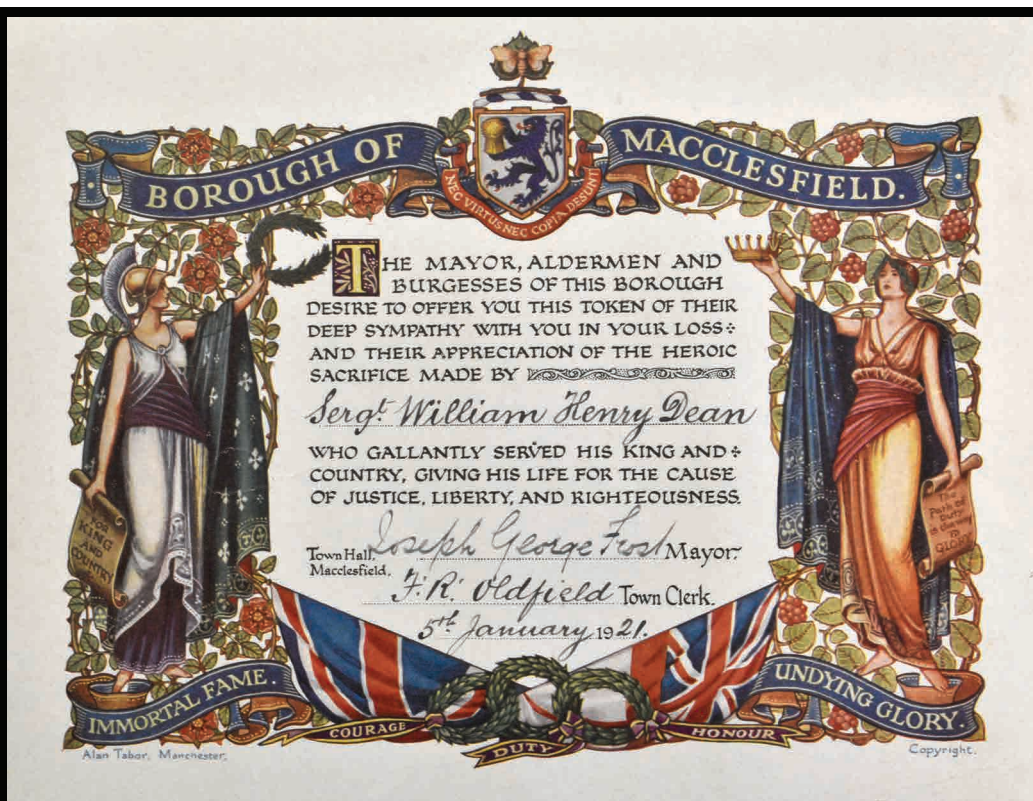 BOROUGH OF MACCLESFIELD.
NEC VIRTUS NEC COPIA DESUNT
THE MAYOR, ALDERMEN AND
BURGESSES OF THIS BOROUGH
DESIRE TO OFFER YOU THIS TOKEN OF THEIR
DEEP SYMPATHY WITH YOU IN YOUR LOSS
AND THEIR APPRECIATION OF THE HEROIC
SACRIFICE MADE BY
Sergt. William Henry Dean
WHO GALLANTLY SERVED HIS KING AND
COUNTRY, GIVING HIS LIFE FOR THE CAUSE
OF JUSTICE, LIBERTY, AND RIGHTEOUSNESS.
Town Hall, Joseph George Frost Mayor.
Macclesfield.
F. R. Oldfield Town Clerk.
5th January 1921.
FOR
KING
AND
COUNTRY
The
Path of
Duty
is the way
to
GLORY
IMMORTAL FAME.
UNDYING GLORY.
COURAGE
DUTY
HONOUR
Alan Tabor, Manchester.
Copyright.